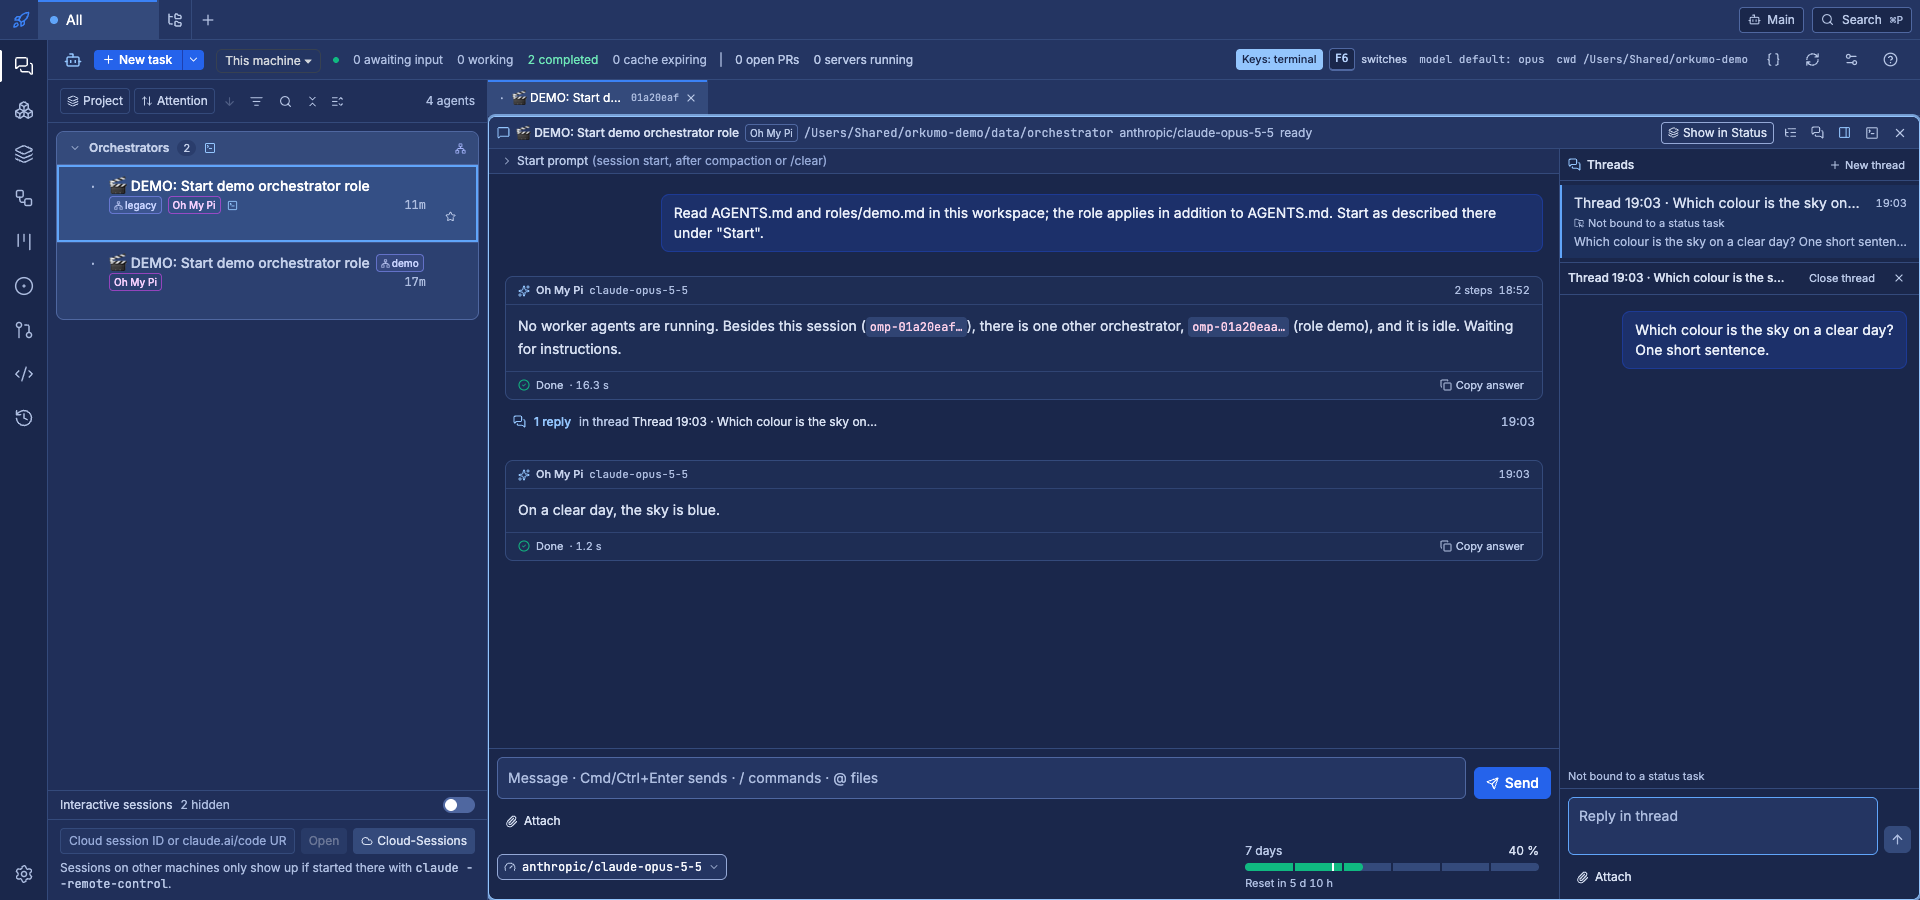 All
Main
Search ⌘P
New task
This machine
0 awaiting input
0 working
2 completed
0 cache expiring
0 open PRs
0 servers running
Keys: terminal
F6
switches
model default: opus
cwd /Users/Shared/orkumo-demo
Project
Attention
4 agents
Orchestrators 2
DEMO: Start demo orchestrator role
legacy
Oh My Pi
11m
DEMO: Start demo orchestrator role
demo
Oh My Pi
17m
Interactive sessions 2 hidden
Cloud session ID or claude.ai/code UR
Open
Cloud-Sessions
Sessions on other machines only show up if started there with claude -
-remote-control.
DEMO: Start d... 01a20eaf
DEMO: Start demo orchestrator role Oh My Pi /Users/Shared/orkumo-demo/data/orchestrator anthropic/claude-opus-5-5 ready
Show in Status
Start prompt (session start, after compaction or /clear)
Read AGENTS.md and roles/demo.md in this workspace; the role applies in addition to AGENTS.md. Start as described there
under "Start".
Oh My Pi claude-opus-5-5
2 steps 18:52
No worker agents are running. Besides this session (omp-01a20eaf…), there is one other orchestrator, omp-01a20eaa… (role demo), and it is idle. Waiting
for instructions.
Done · 16.3 s
Copy answer
1 reply in thread Thread 19:03 · Which colour is the sky on...
19:03
Oh My Pi claude-opus-5-5
19:03
On a clear day, the sky is blue.
Done · 1.2 s
Copy answer
Message · Cmd/Ctrl+Enter sends · / commands · @ files
Send
Attach
anthropic/claude-opus-5-5
7 days
40 %
Reset in 5 d 10 h
Threads
New thread
Thread 19:03 · Which colour is the sky on...
19:03
Not bound to a status task
Which colour is the sky on a clear day? One short senten...
Thread 19:03 · Which colour is the s...
Close thread
Which colour is the sky on a clear day?
One short sentence.
Not bound to a status task
Reply in thread
Attach